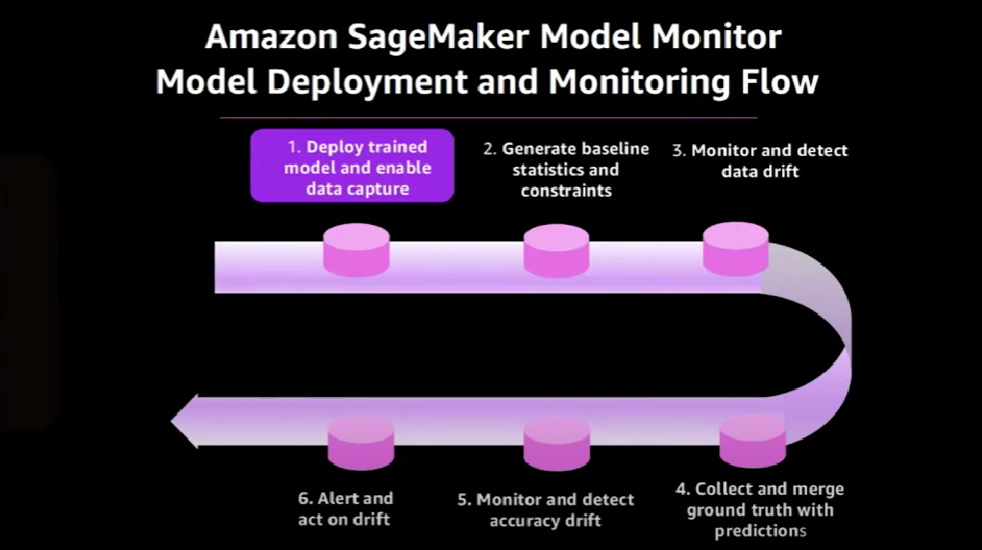 Amazon SageMaker Model Monitor
Model Deployment and Monitoring Flow
1. Deploy trained
model and enable
data capture
2. Generate baseline
statistics and
constraints
3. Monitor and detect
data drift
4. Collect and merge
ground truth with
predictions
5. Monitor and detect
accuracy drift
6. Alert and
act on drift